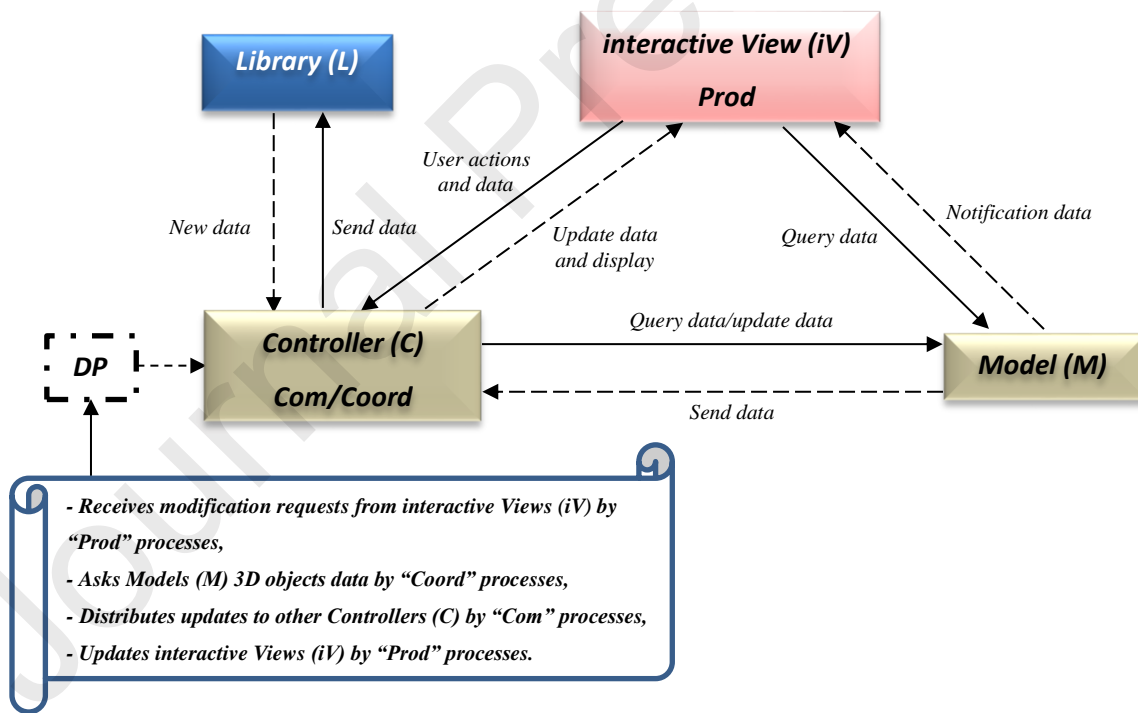 Library (L)
interactive View (iV)
Prod
User actions
and data
New data
Send data
Update data
and display
Query data
Notification data
Controller (C)
Com/Coord
DP
Query data/update data
Model (M)
Send data
- Receives modification requests from interactive Views (iV) by
“Prod” processes,
- Asks Models (M) 3D objects data by “Coord” processes,
- Distributes updates to other Controllers (C) by “Com” processes,
- Updates interactive Views (iV) by “Prod” processes.
Journal Pre